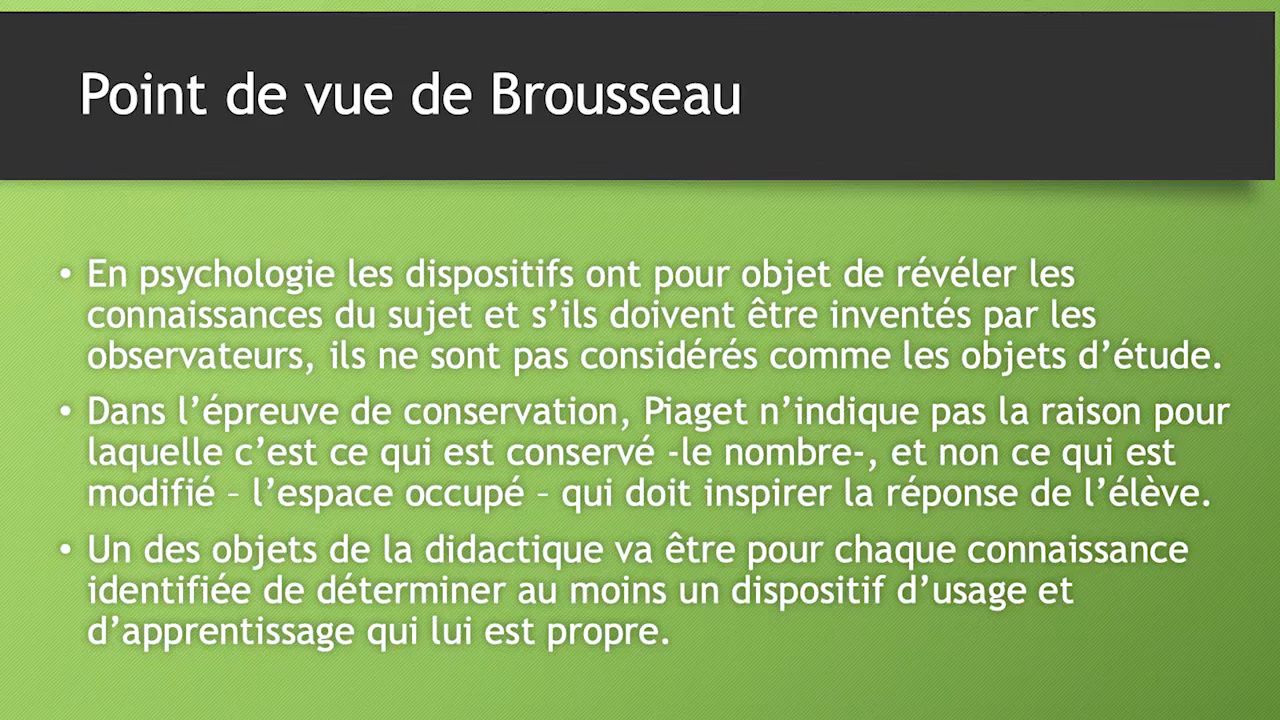 Point de vue de Brousseau
• En psychologie les dispositifs ont pour objet de révéler les
connaissances du sujet et s’ils doivent être inventés par les
observateurs, ils ne sont pas considérés comme les objets d’étude.
• Dans l’épreuve de conservation, Piaget n’indique pas la raison pour
laquelle c’est ce qui est conservé -le nombre-, et non ce qui est
modifié – l’espace occupé – qui doit inspirer la réponse de l’élève.
• Un des objets de la didactique va être pour chaque connaissance
identifiée de déterminer au moins un dispositif d’usage et
d’apprentissage qui lui est propre.